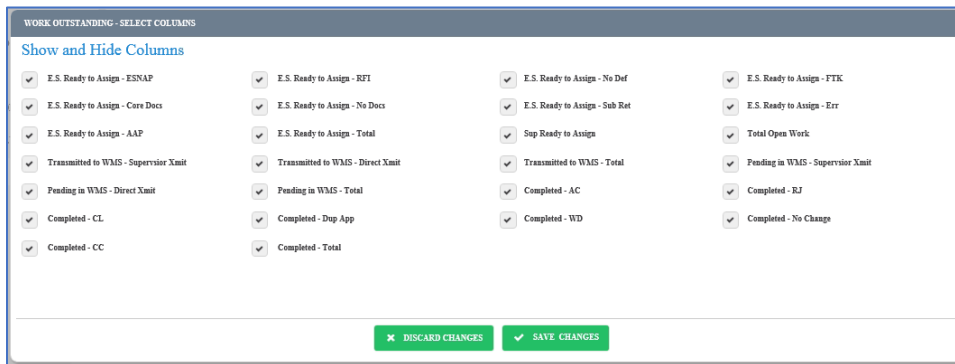 WORK OUTSTANDING - SELECT COLUMNS
Show and Hide Columns
E.S. Ready to Assign - ESNAP E.S. Ready to Assign - RFI E.S. Ready to Assign - No Def E.S. Ready to Assign - FTK
E.S. Ready to Assign - Core Docs E.S. Ready to Assign - No Docs E.S. Ready to Assign - Sub Ret E.S. Ready to Assign - Err
E.S. Ready to Assign - AAP E.S. Ready to Assign - Total Sup Ready to Assign Total Open Work
Transmitted to WMS - Supervsior Xmit Transmitted to WMS - Direct Xmit Transmitted to WMS - Total Pending in WMS - Supervsior Xmit
Pending in WMS - Direct Xmit Pending in WMS - Total Completed - AC Completed - RJ
Completed - CL Completed - Dup App Completed - WD Completed - No Change
Completed - CC Completed - Total
DISCARD CHANGES SAVE CHANGES